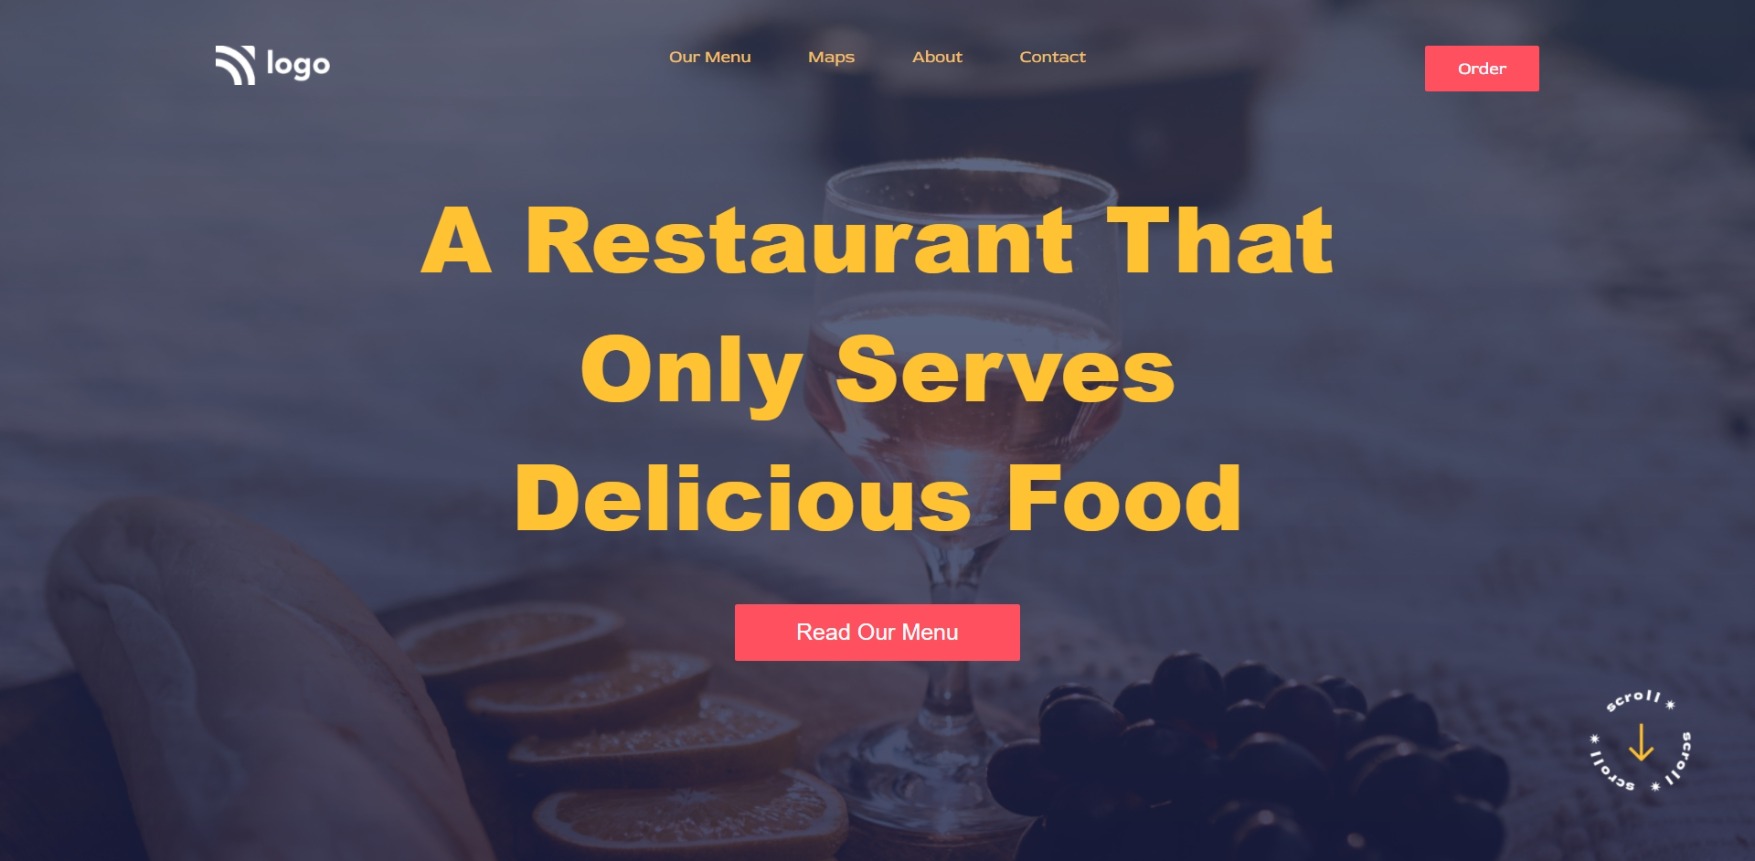 logo
Our Menu Maps About Contact
Order
A Restaurant That
Only Serves
Delicious Food
Read Our Menu
scroll * scroll * scroll *